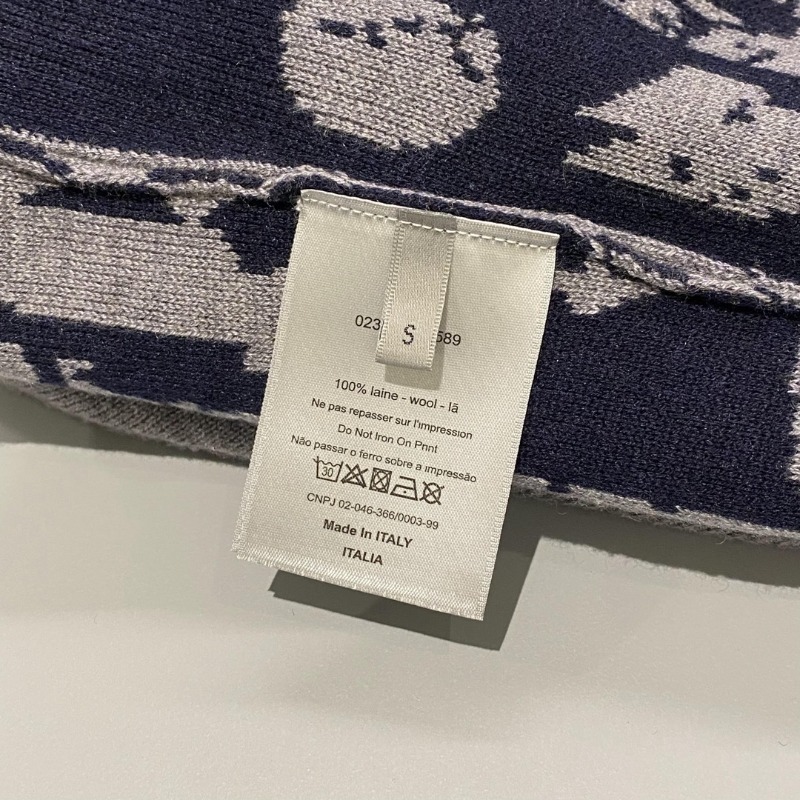 023 S 589
100% laine - wool - lã
Ne pas repasser sur l'impression
Do Not Iron On Print
Não passar o ferro sobre a impressão
30
CNPJ 02-046-366/0003-99
Made In ITALY
ITALIA